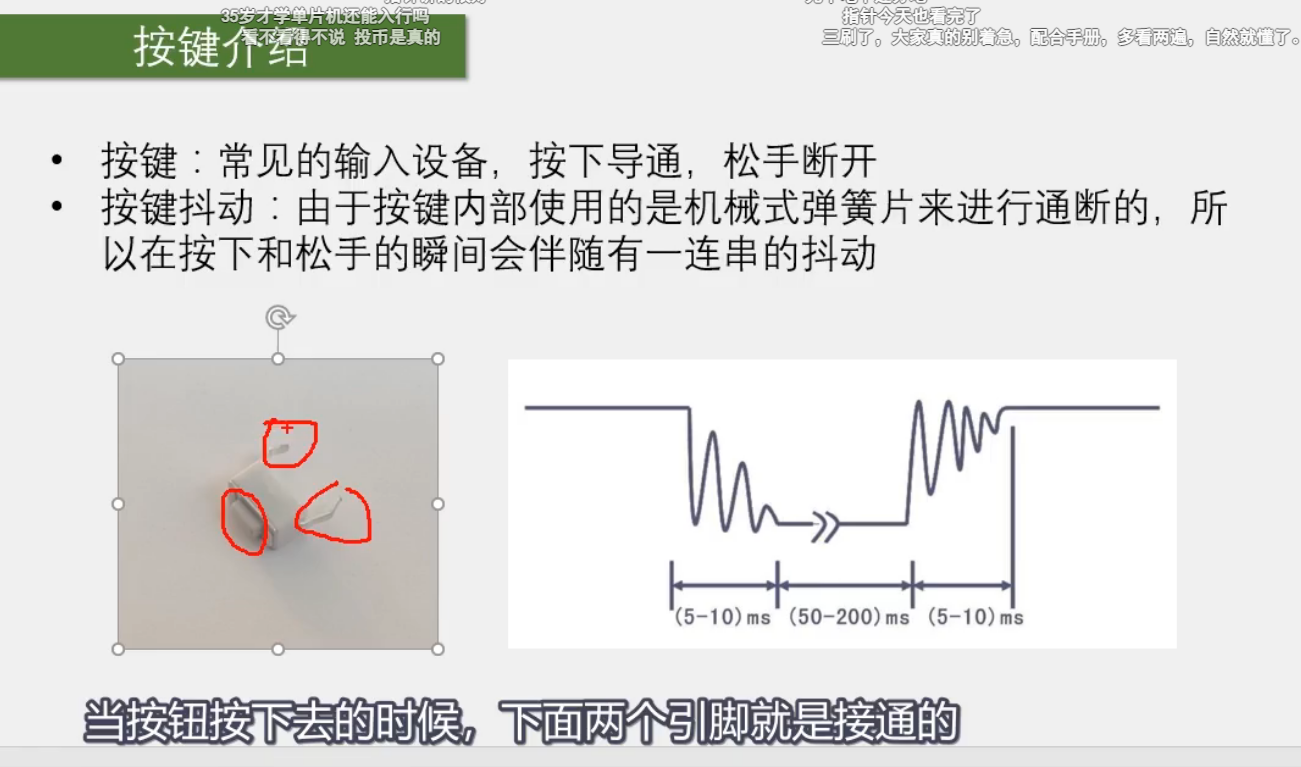 35岁才学单片机还能入行吗
指针今天也看完了
看不看得不说 投币是真的
三刷了，大家真的别着急，配合手册，多看两遍，自然就懂了。
按键介绍
• 按键：常见的输入设备，按下导通，松手断开
• 按键抖动：由于按键内部使用的是机械式弹簧片来进行通断的，所
以在按下和松手的瞬间会伴随有一连串的抖动
(5-10)ms (50-200)ms (5-10)ms
当按钮按下去的时候，下面两个引脚就是接通的